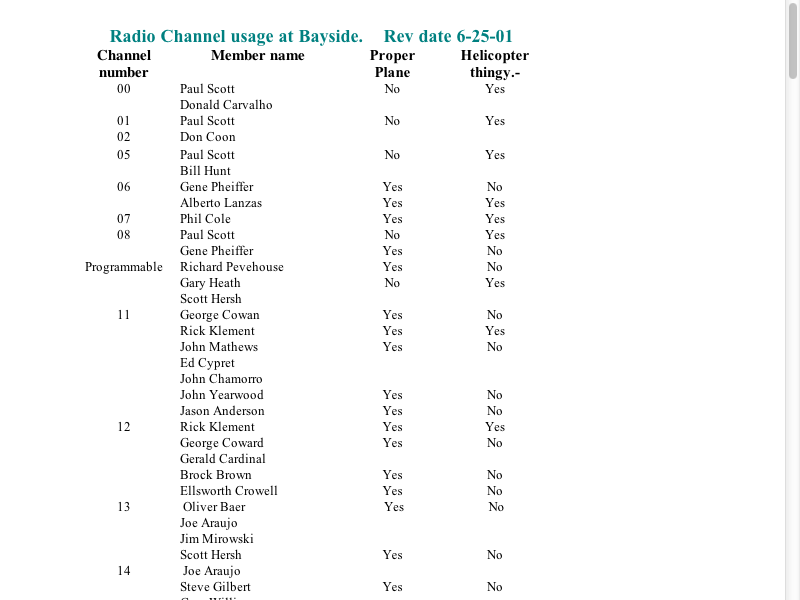 Radio Channel usage at Bayside. Rev date 6-25-01
Channel number Member name Proper Plane Helicopter thingy.-
00 Paul Scott No Yes
Donald Carvalho
01 Paul Scott No Yes
02 Don Coon
05 Paul Scott No Yes
Bill Hunt
06 Gene Pheiffer Yes No
Alberto Lanzas Yes Yes
07 Phil Cole Yes Yes
08 Paul Scott No Yes
Gene Pheiffer Yes No
Programmable Richard Pevehouse Yes No
Gary Heath No Yes
Scott Hersh
11 George Cowan Yes No
Rick Klement Yes Yes
John Mathews Yes No
Ed Cypret
John Chamorro
John Yearwood Yes No
Jason Anderson Yes No
12 Rick Klement Yes Yes
George Coward Yes No
Gerald Cardinal
Brock Brown Yes No
Ellsworth Crowell Yes No
13 Oliver Baer Yes No
Joe Araujo
Jim Mirowski
Scott Hersh Yes No
14 Joe Araujo
Steve Gilbert Yes No